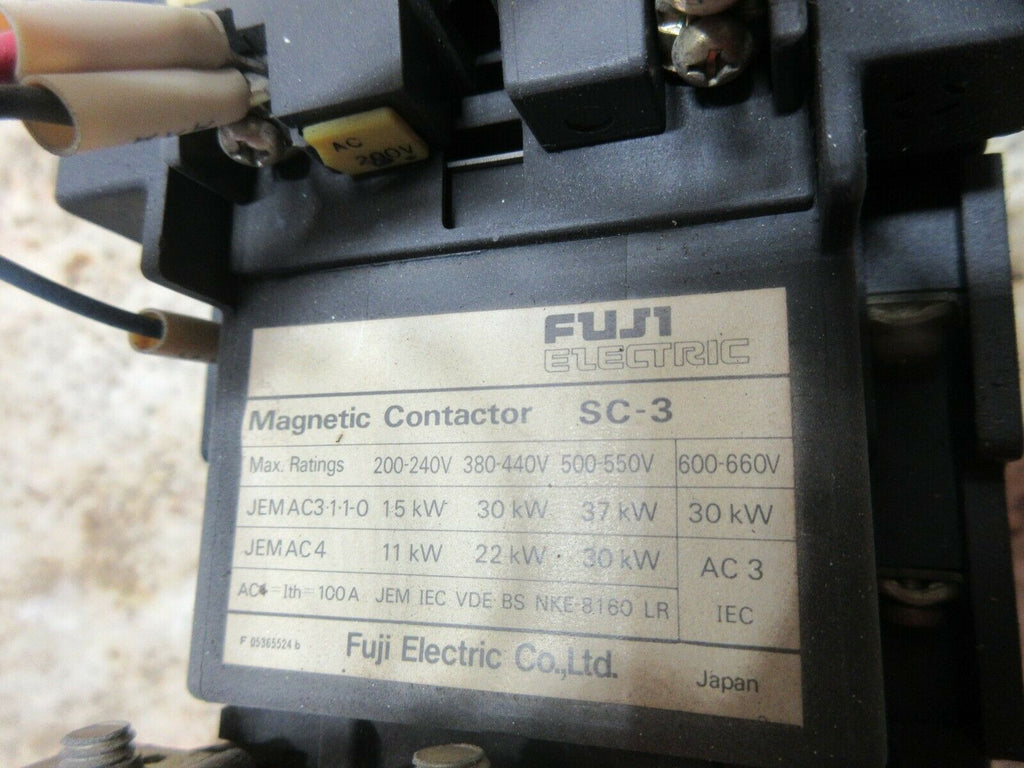 AC
200V
FUJI
ELECTRIC
Magnetic Contactor SC-3
Max. Ratings 200-240V 380-440V 500-550V 600-660V
JEM AC3·1·1-0 15 kW 30 kW 37 kW 30 kW
JEM AC4 11 kW 22 kW 30 kW AC 3
Ith=100A JEM IEC VDE BS NKE-8160 LR IEC
F 05365524 b Fuji Electric Co.,Ltd. Japan